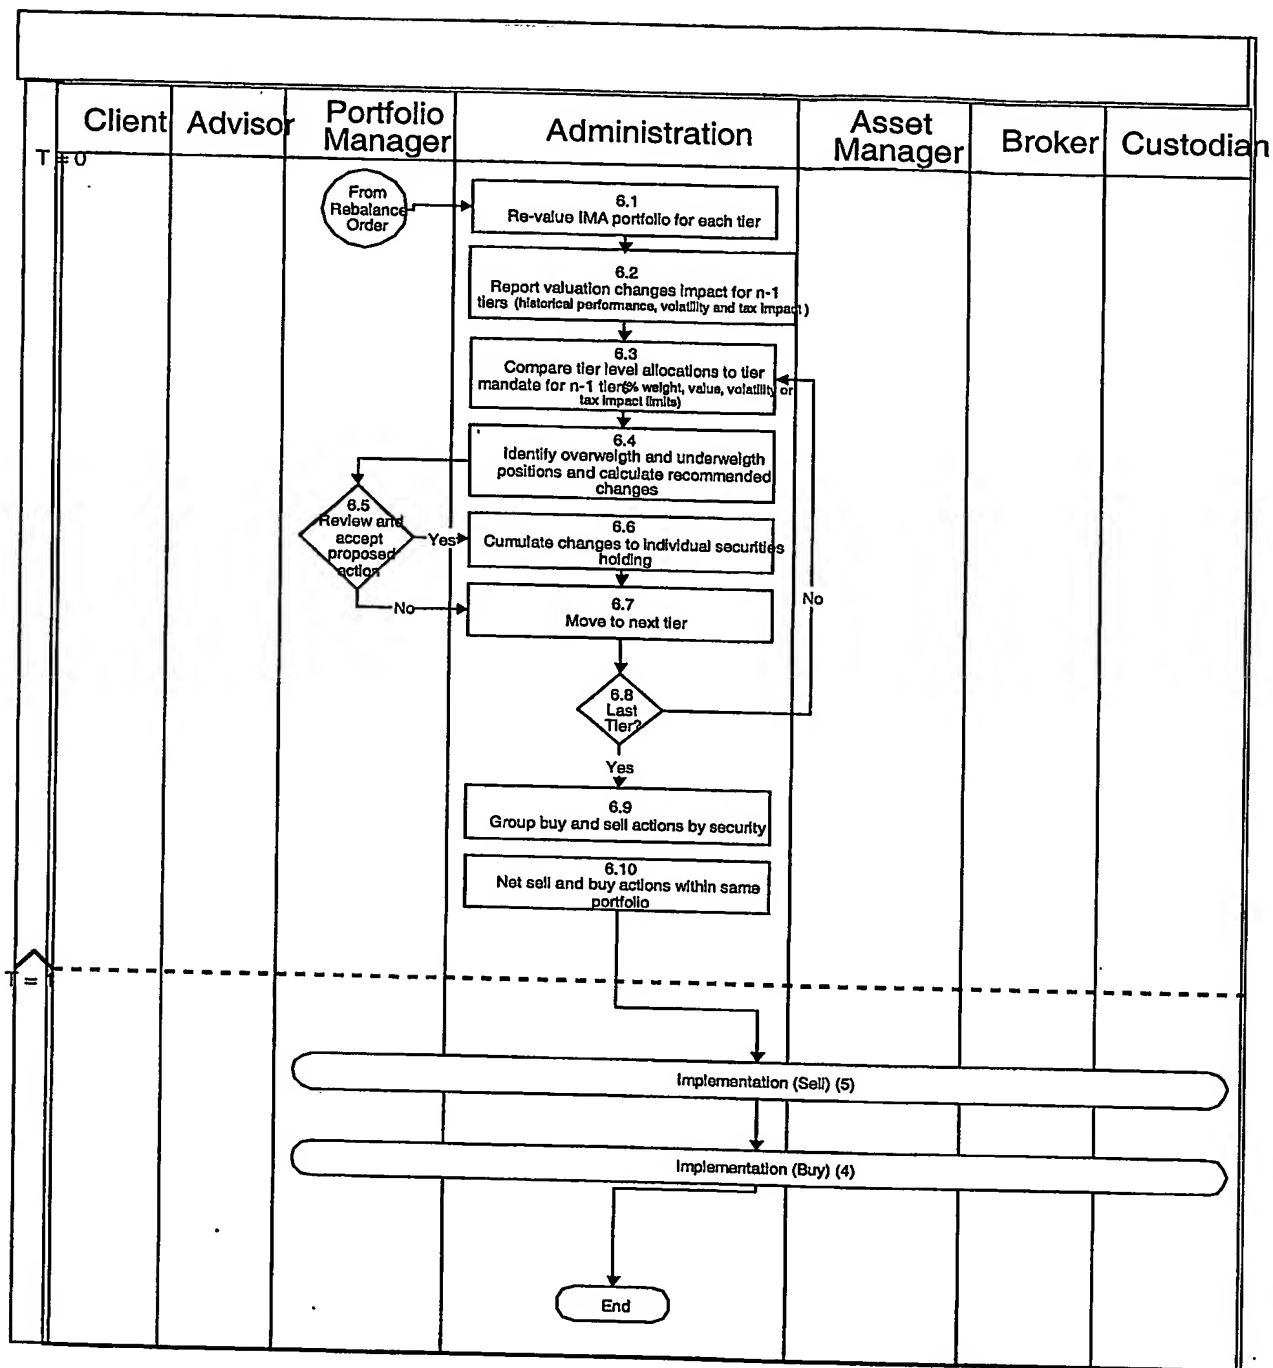 Client
Advisor
Portfolio
Manager
Administration
Asset
Manager
Broker
Custodian
T = 0
From
Rebalance
Order
6.1
Re-value IMA portfolio for each tier
6.2
Report valuation changes impact for n-1
tiers (historical performance, volatility and tax impact)
6.3
Compare tier level allocations to tier
mandate for n-1 tier(% weight, value, volatility or
tax impact limits)
6.4
Identify overweigth and underweigth
positions and calculate recommended
changes
6.5
Review and
accept
proposed
action
Yes
6.6
Cumulate changes to individual securities
holding
No
6.7
Move to next tier
No
6.8
Last
Tier?
Yes
6.9
Group buy and sell actions by security
6.10
Net sell and buy actions within same
portfolio
T = 1
Implementation (Sell) (5)
Implementation (Buy) (4)
End